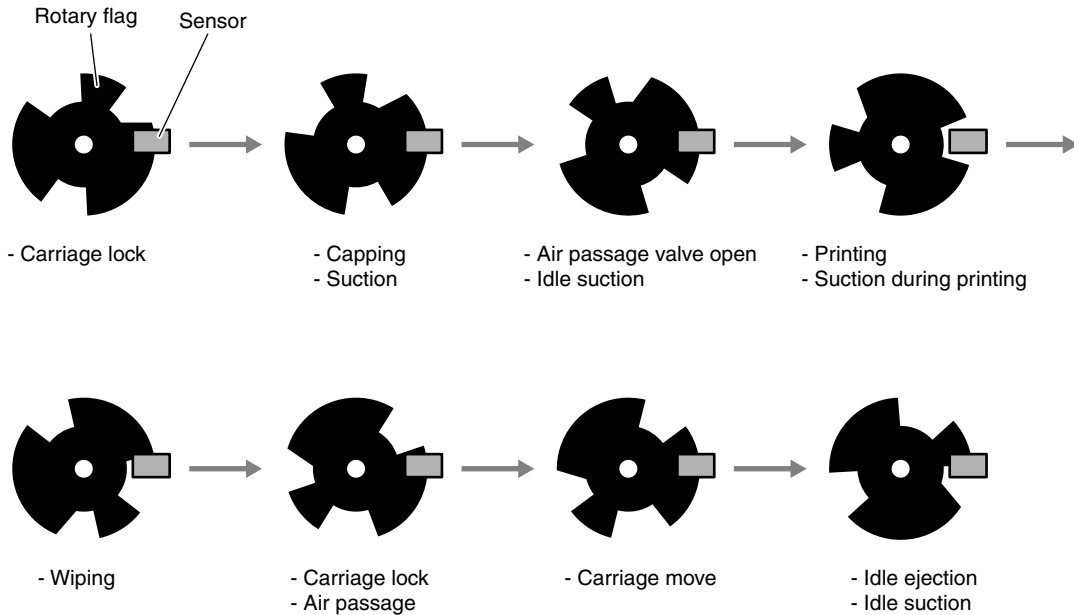 Rotary flag
Sensor
- Carriage lock
- Capping
- Suction
- Air passage valve open
- Idle suction
- Printing
- Suction during printing
- Wiping
- Carriage lock
- Air passage
- Carriage move
- Idle ejection
- Idle suction